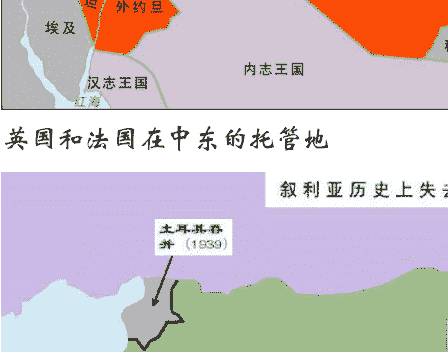 外约旦
埃及
内志王国
汉志王国
红海
英国和法国在中东的托管地
叙利亚历史上失
土耳其吞
并 (1939)